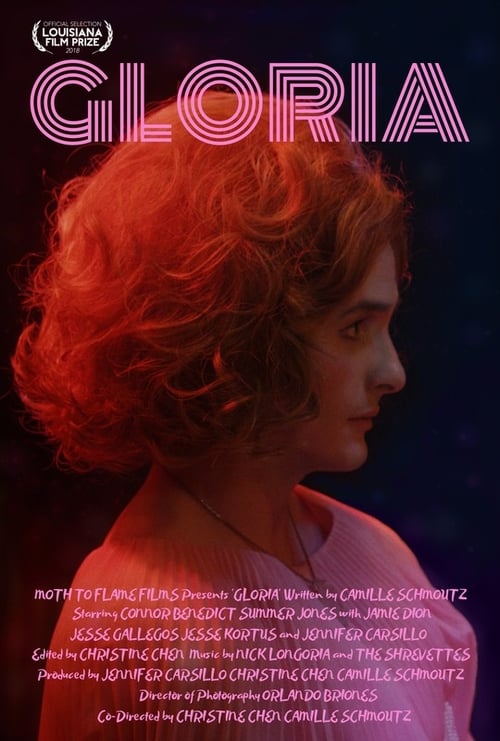 OFFICIAL SELECTION
LOUISIANA
FILM PRIZE
2018
GLORIA
MOTH TO FLAME FILMS Presents 'GLORIA' Written by CAMILLE SCHMOUTZ
Starring CONNOR BENEDICT SUMMER JONES with JAMIE DION
JESSE GALLEGOS JESSE KORTUS and JENNIFER CARSILLO
Edited by CHRISTINE CHEN Music by NICK LONGORIA and THE SHREVETTES
Produced by JENNIFER CARSILLO CHRISTINE CHEN CAMILLE SCHMOUTZ
Director of Photography ORLANDO BRIONES
Co-Directed by CHRISTINE CHEN CAMILLE SCHMOUTZ